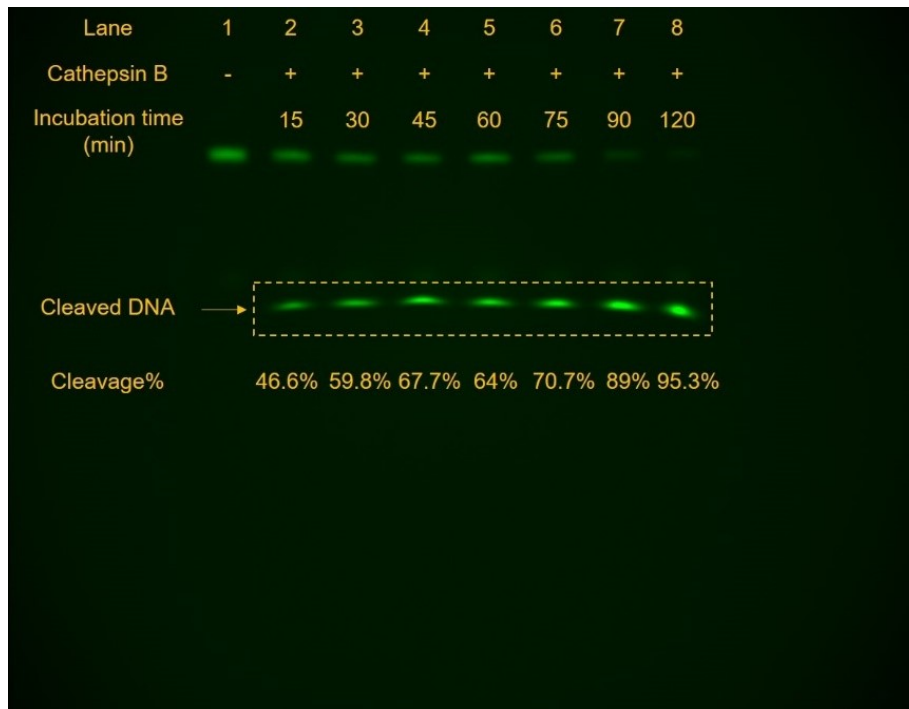 Lane 1 2 3 4 5 6 7 8
Cathepsin B - + + + + + + +
Incubation time 15 30 45 60 75 90 120
(min)
Cleaved DNA
Cleavage% 46.6% 59.8% 67.7% 64% 70.7% 89% 95.3%